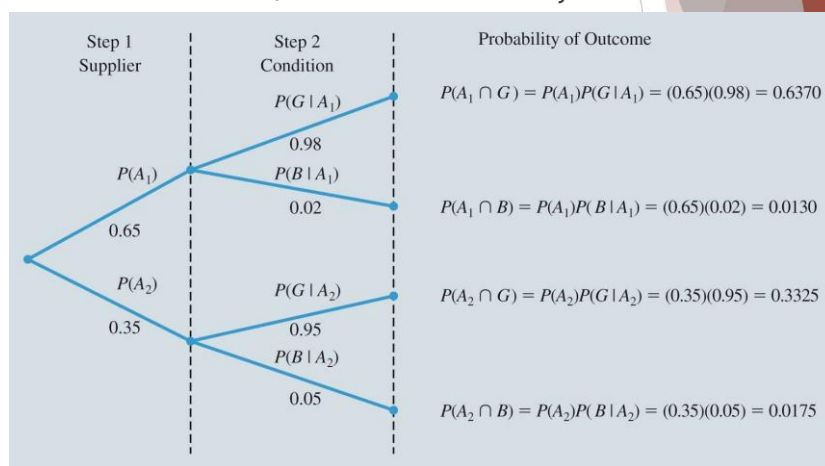 Step 1
Supplier
Step 2
Condition
Probability of Outcome
P(G | A₁)
0.98
P(A₁ ∩ G) = P(A₁)P(G | A₁) = (0.65)(0.98) = 0.6370
P(A₁)
0.65
P(B | A₁)
0.02
P(A₁ ∩ B) = P(A₁)P(B | A₁) = (0.65)(0.02) = 0.0130
P(A₂)
0.35
P(G | A₂)
0.95
P(A₂ ∩ G) = P(A₂)P(G | A₂) = (0.35)(0.95) = 0.3325
P(B | A₂)
0.05
P(A₂ ∩ B) = P(A₂)P(B | A₂) = (0.35)(0.05) = 0.0175